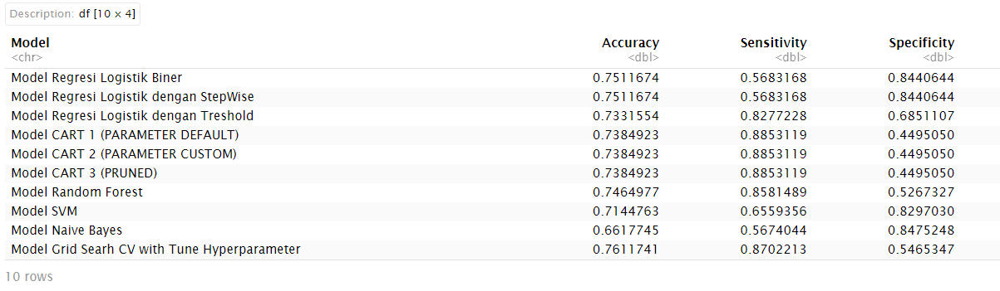 Description: df [10 × 4]
Model Accuracy Sensitivity Specificity
<chr> <dbl> <dbl> <dbl>
Model Regresi Logistik Biner 0.7511674 0.5683168 0.8440644
Model Regresi Logistik dengan StepWise 0.7511674 0.5683168 0.8440644
Model Regresi Logistik dengan Treshold 0.7331554 0.8277228 0.6851107
Model CART 1 (PARAMETER DEFAULT) 0.7384923 0.8853119 0.4495050
Model CART 2 (PARAMETER CUSTOM) 0.7384923 0.8853119 0.4495050
Model CART 3 (PRUNED) 0.7384923 0.8853119 0.4495050
Model Random Forest 0.7464977 0.8581489 0.5267327
Model SVM 0.7144763 0.6559356 0.8297030
Model Naive Bayes 0.6617745 0.5674044 0.8475248
Model Grid Searh CV with Tune Hyperparameter 0.7611741 0.8702213 0.5465347
10 rows